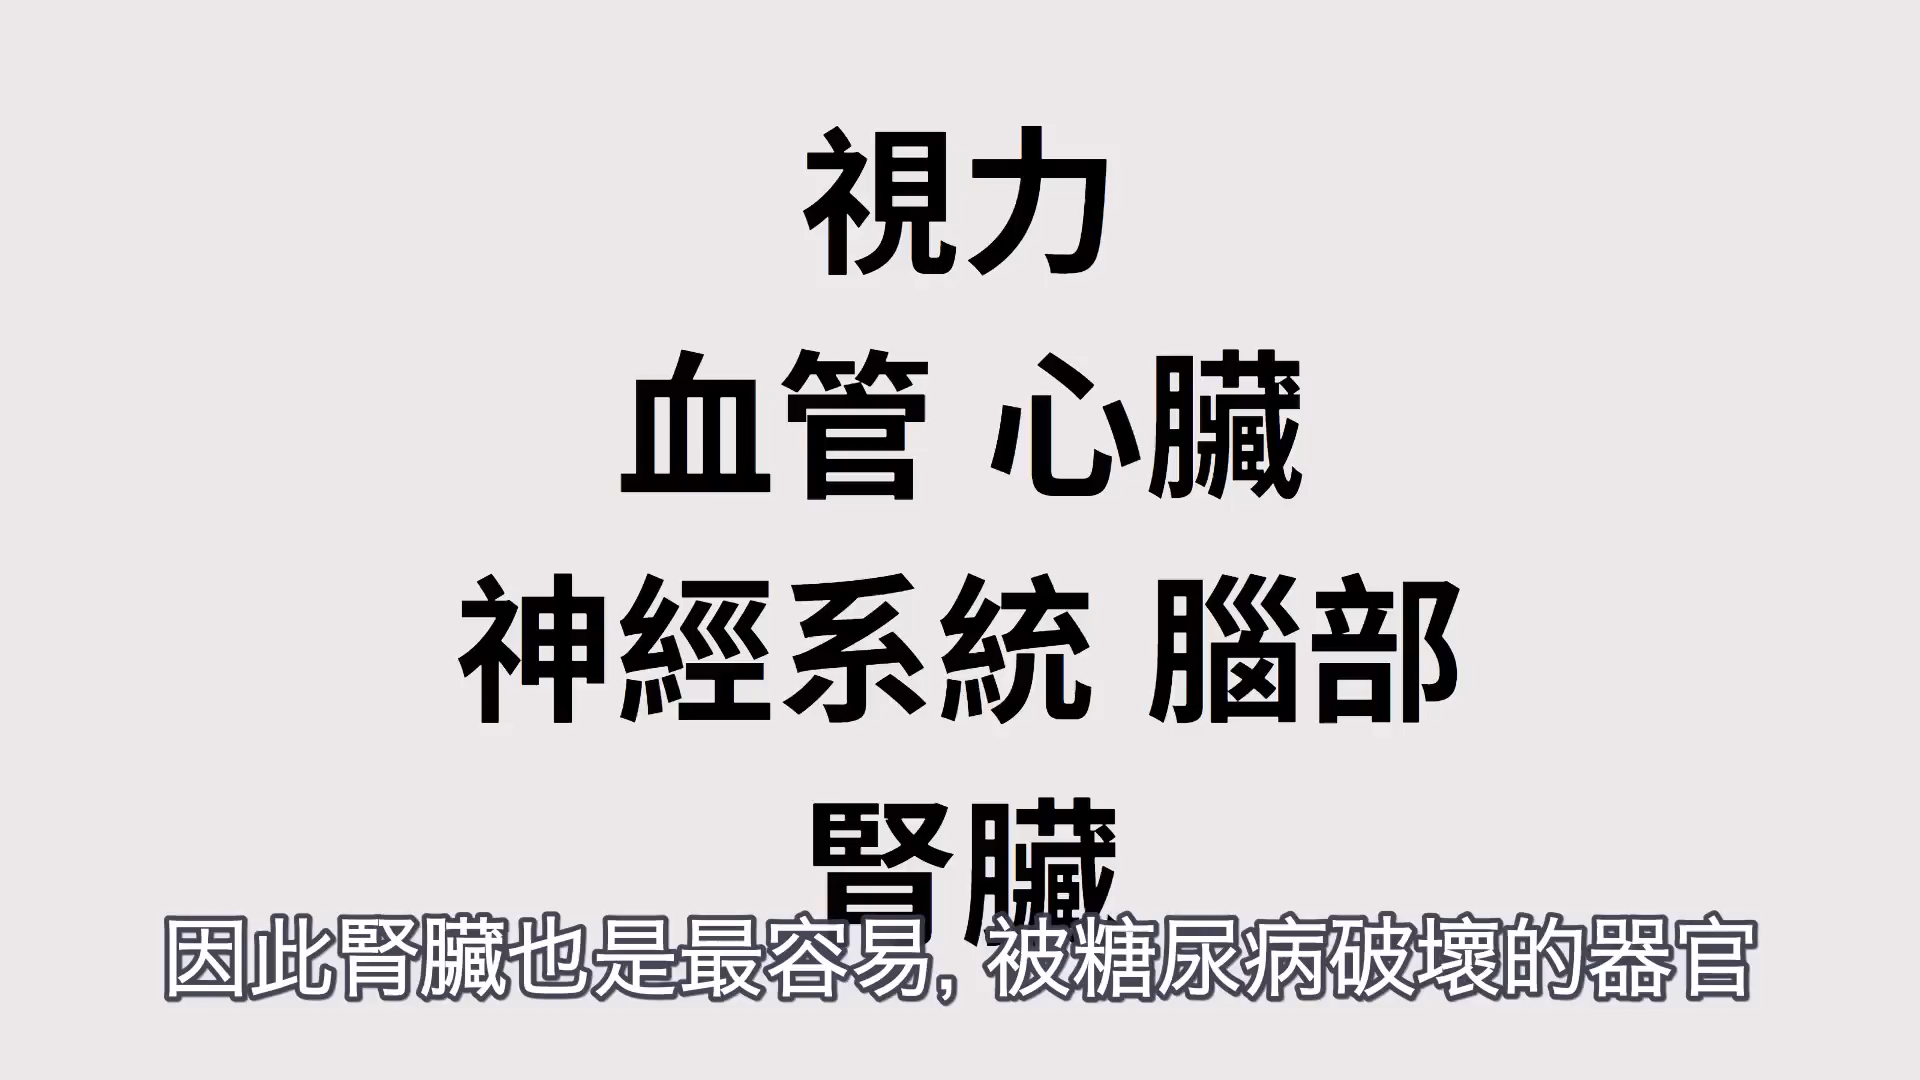 視力
血管 心臟
神經系統 腦部
腎臟
因此腎臟也是最容易, 被糖尿病破壞的器官